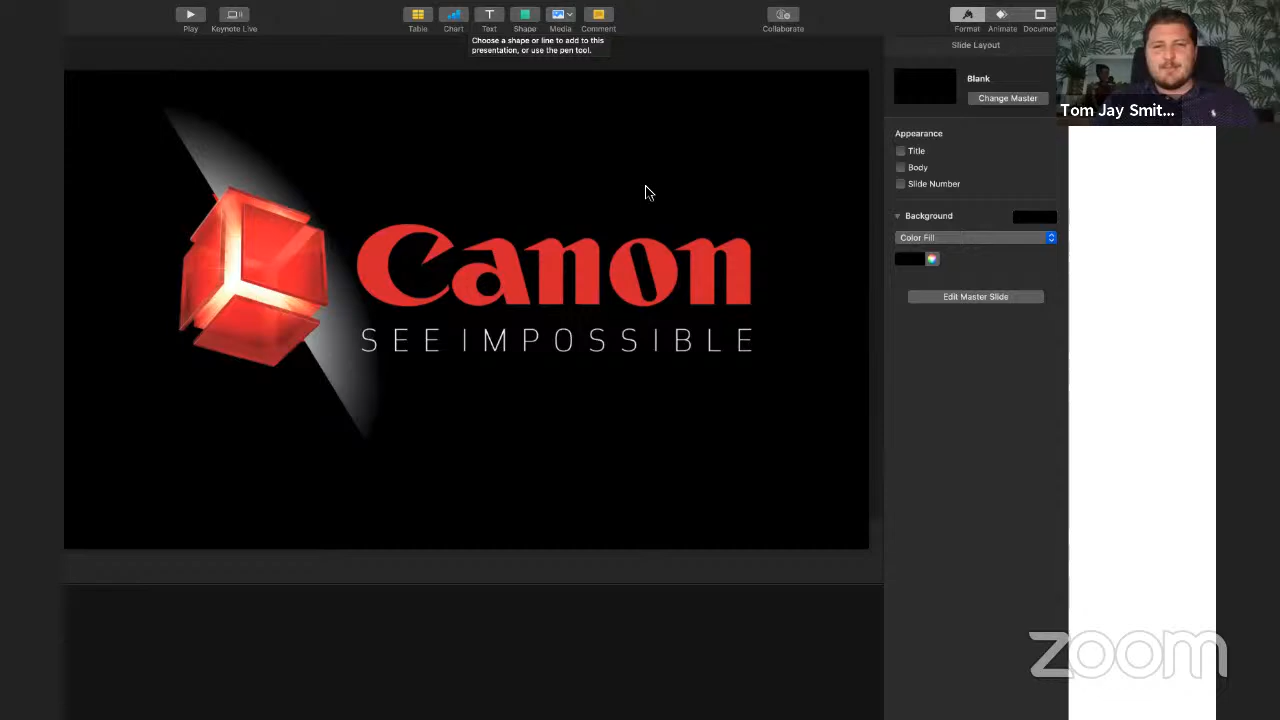 Play
Keynote Live
Table
Chart
Text
Shape
Media
Comment
Collaborate
Format
Animate
Documen
Choose a shape or line to add to this
presentation, or use the pen tool.
Slide Layout
Blank
Change Master
Tom Jay Smit...
Appearance
Title
Body
Slide Number
Background
Color Fill
Edit Master Slide
Canon
SEE IMPOSSIBLE
zoom